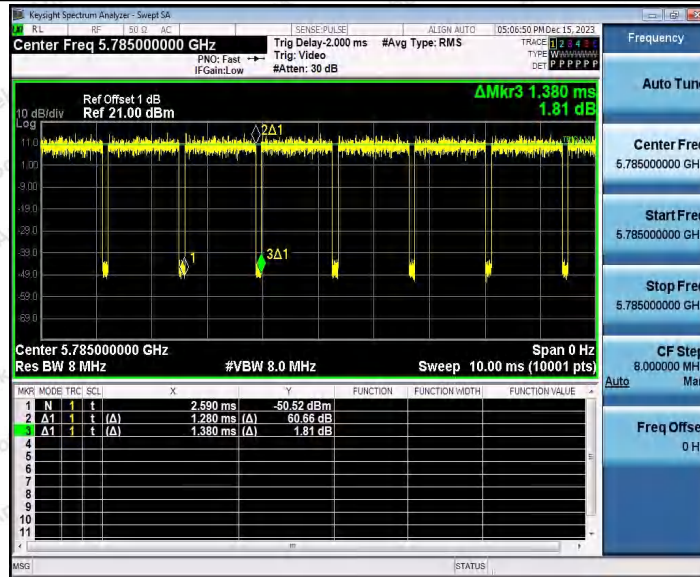 Keysight Spectrum Analyzer - Swept SA
RL RF 50 Ω AC SENSE:PULSE ALIGN AUTO 05:06:50 PM Dec 15, 2023
Center Freq 5.785000000 GHz
PNO: Fast
IFGain:Low
Trig Delay-2.000 ms
Trig: Video
#Atten: 30 dB
#Avg Type: RMS
TRACE 1 2 3 4 5 6
TYPE W
DET P P P P P P
Frequency
Auto Tune
Center Freq
5.785000000 GH
Start Freq
5.785000000 GH
Stop Freq
5.785000000 GH
CF Step
8.000000 MH
Auto Ma
Freq Offse
0 H
ΔMkr3 1.380 ms
1.81 dB
Ref Offset 1 dB
10 dB/div Ref 21.00 dBm
Log
11.0
1.00
-9.00
-19.0
-29.0
-39.0
-49.0
-59.0
-69.0
2Δ1
1
3Δ1
Center 5.785000000 GHz Span 0 Hz
Res BW 8 MHz #VBW 8.0 MHz Sweep 10.00 ms (10001 pts)
MKR MODE TRC SCL X Y FUNCTION FUNCTION WIDTH FUNCTION VALUE
1 N 1 t 2.590 ms -50.52 dBm
2 Δ1 1 t (Δ) 1.280 ms (Δ) 60.66 dB
3 Δ1 1 t (Δ) 1.380 ms (Δ) 1.81 dB
4
5
6
7
8
9
10
11
MSG STATUS